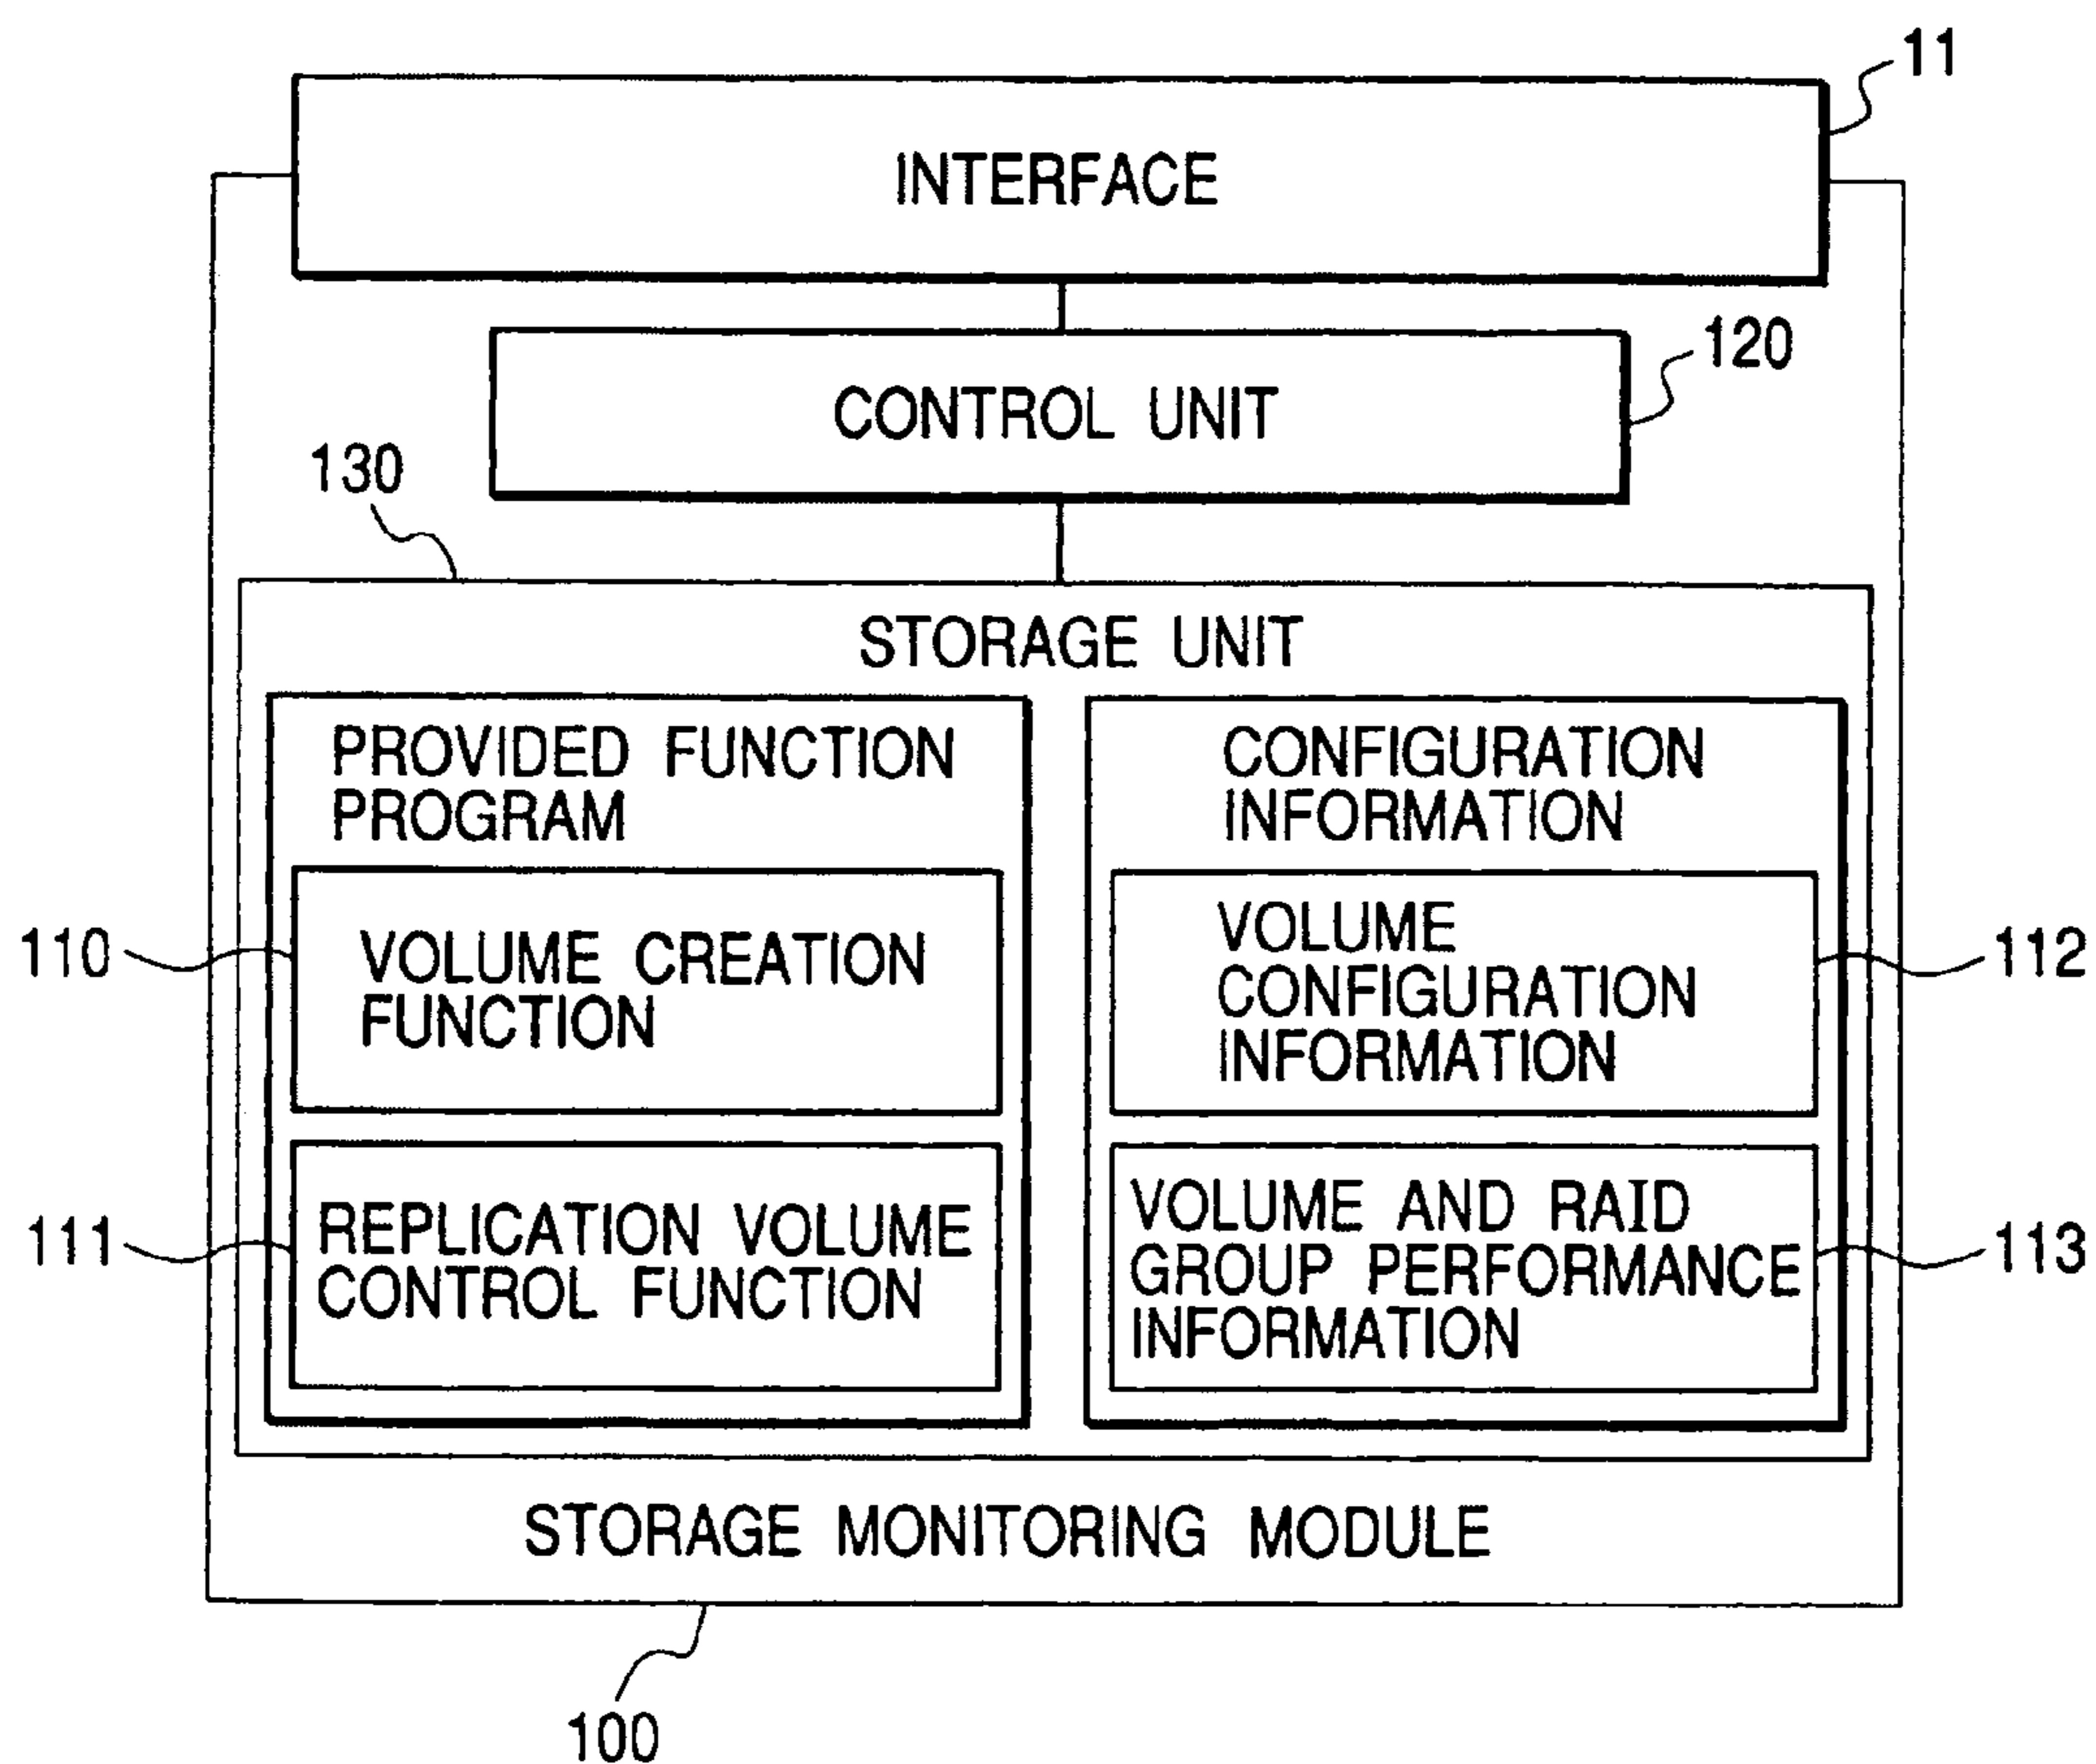 11
INTERFACE
120
CONTROL UNIT
130
STORAGE UNIT
PROVIDED FUNCTION
PROGRAM
110
VOLUME CREATION
FUNCTION
111
REPLICATION VOLUME
CONTROL FUNCTION
CONFIGURATION
INFORMATION
VOLUME
CONFIGURATION
INFORMATION
112
VOLUME AND RAID
GROUP PERFORMANCE
INFORMATION
113
STORAGE MONITORING MODULE
100